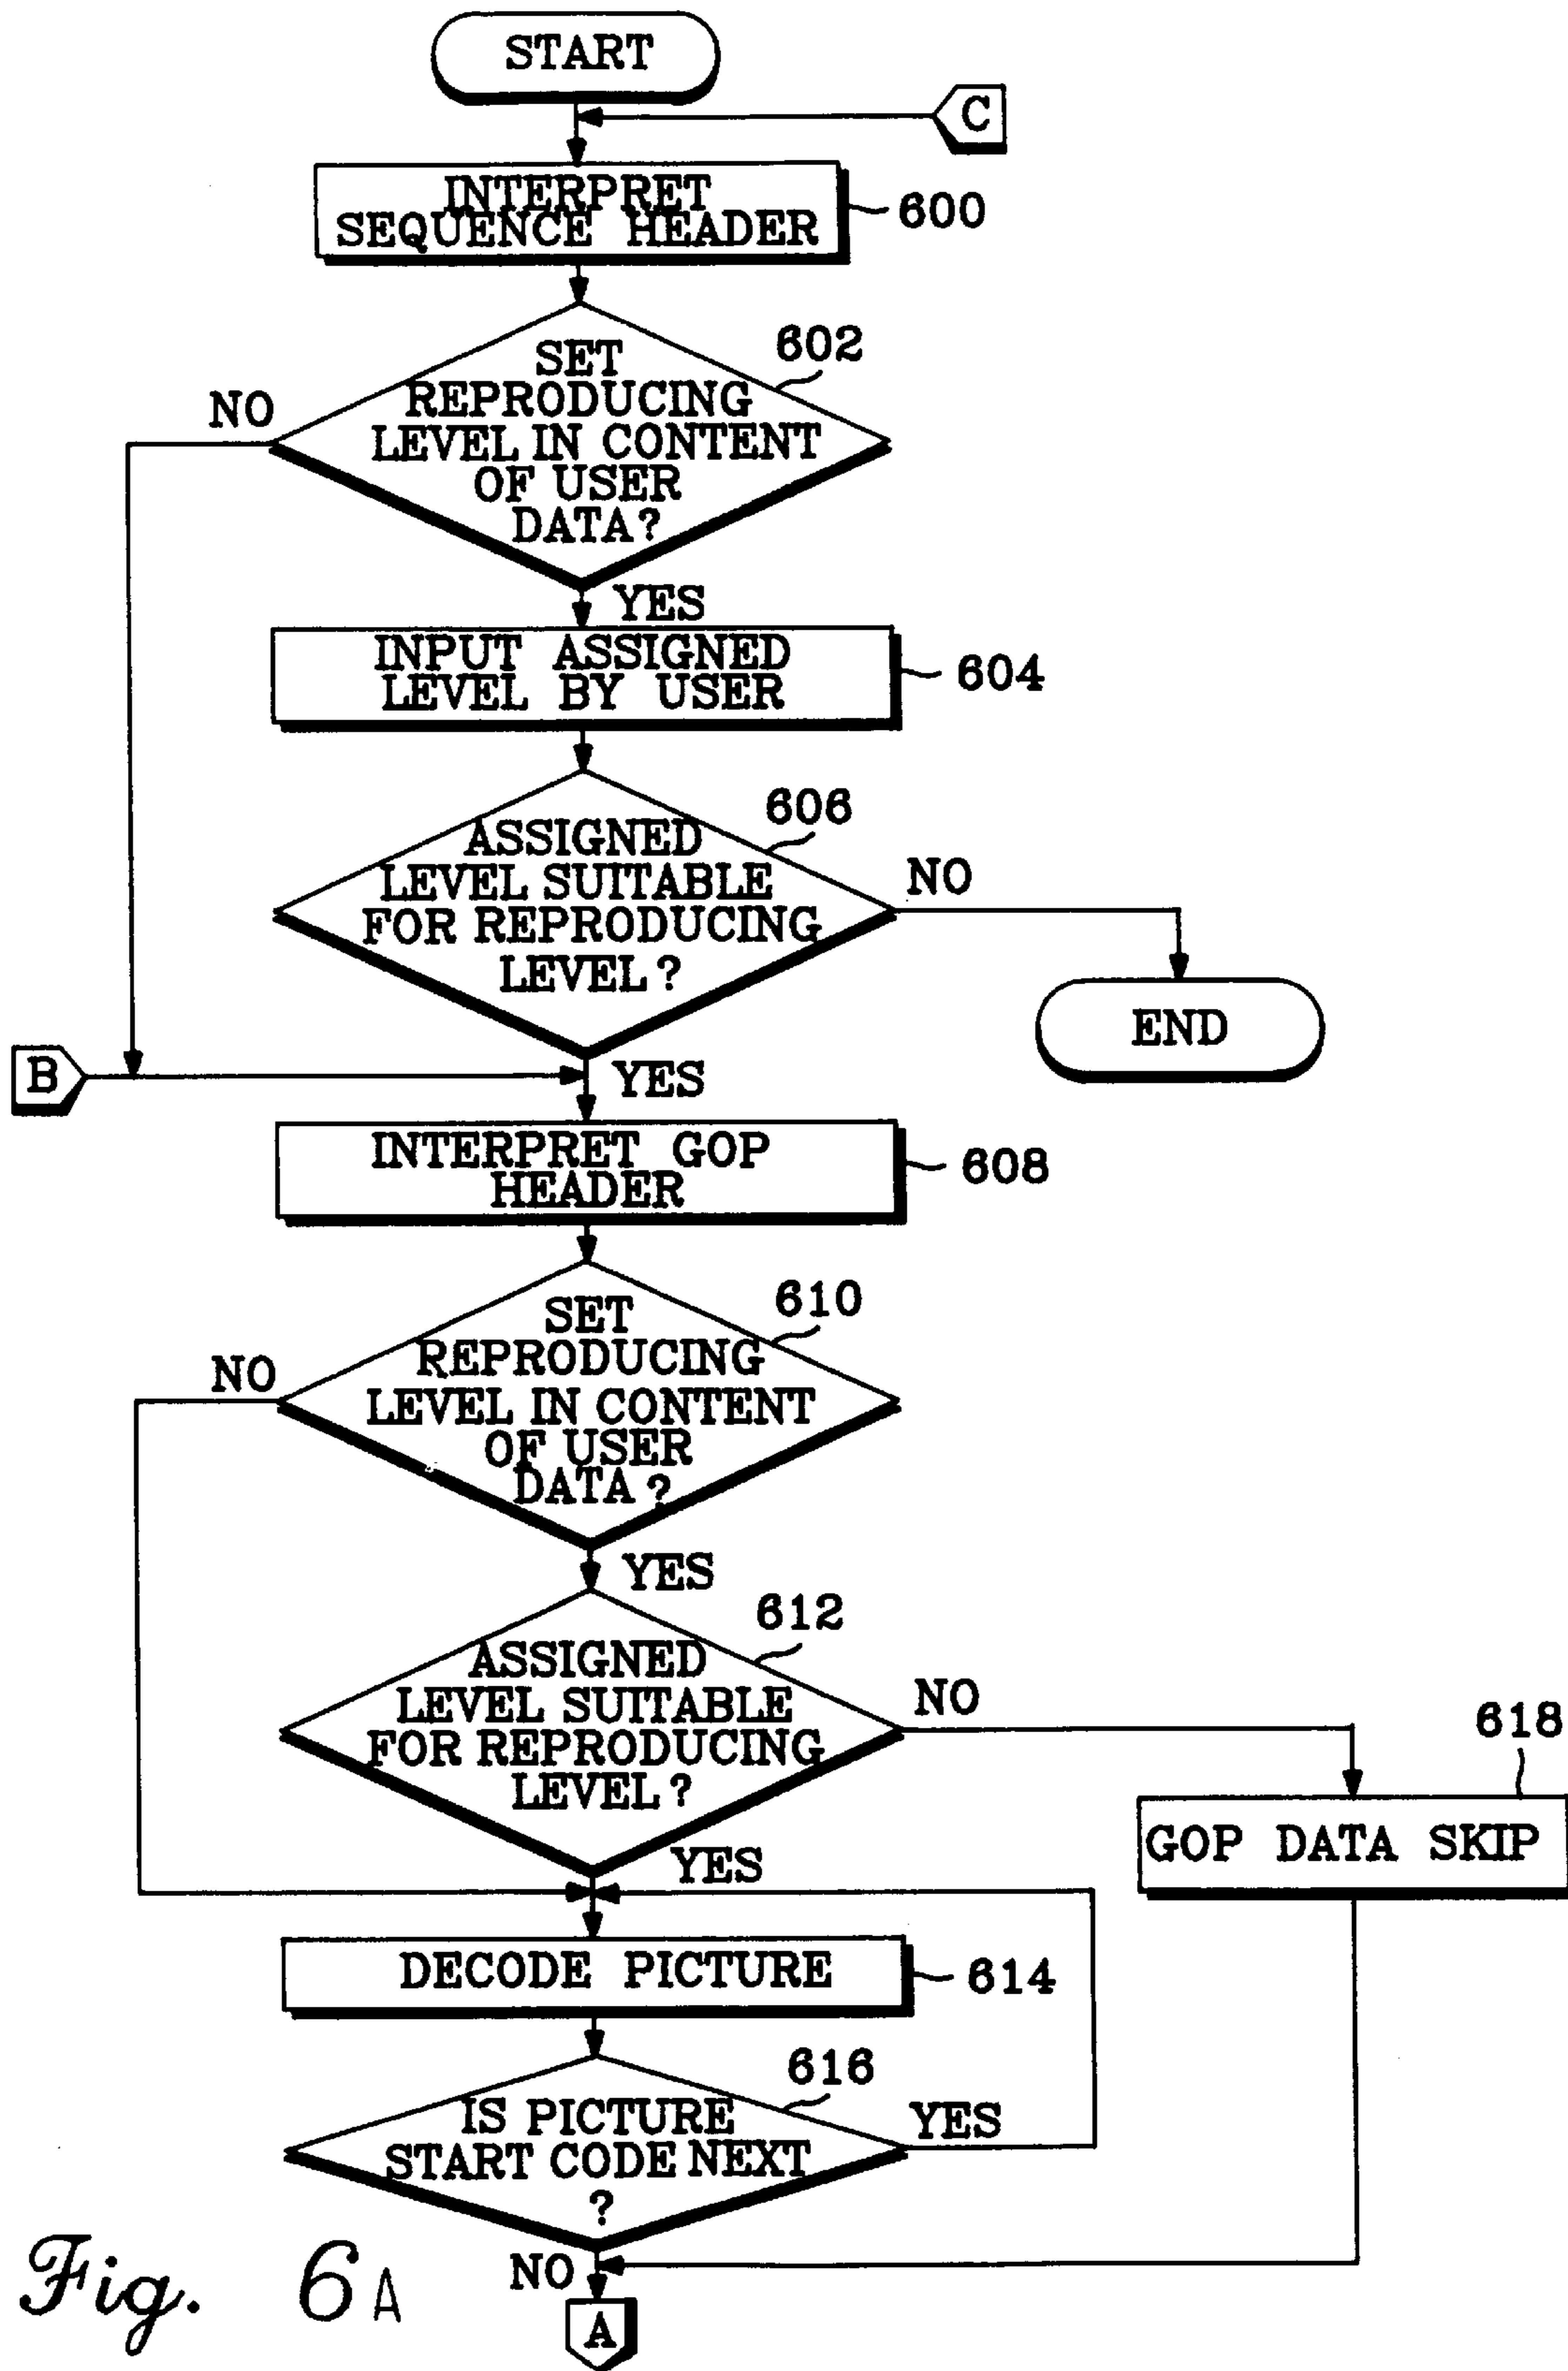 START
C
INTERPRET
SEQUENCE HEADER
600
602
SET
REPRODUCING
LEVEL IN CONTENT
OF USER
DATA?
NO
YES
INPUT ASSIGNED
LEVEL BY USER
604
606
ASSIGNED
LEVEL SUITABLE
FOR REPRODUCING
LEVEL?
NO
END
B
YES
INTERPRET GOP
HEADER
608
610
SET
REPRODUCING
LEVEL IN CONTENT
OF USER
DATA?
NO
YES
612
ASSIGNED
LEVEL SUITABLE
FOR REPRODUCING
LEVEL?
NO
618
GOP DATA SKIP
YES
DECODE PICTURE
614
616
IS PICTURE
START CODE NEXT
?
YES
NO
A
Fig. 6A